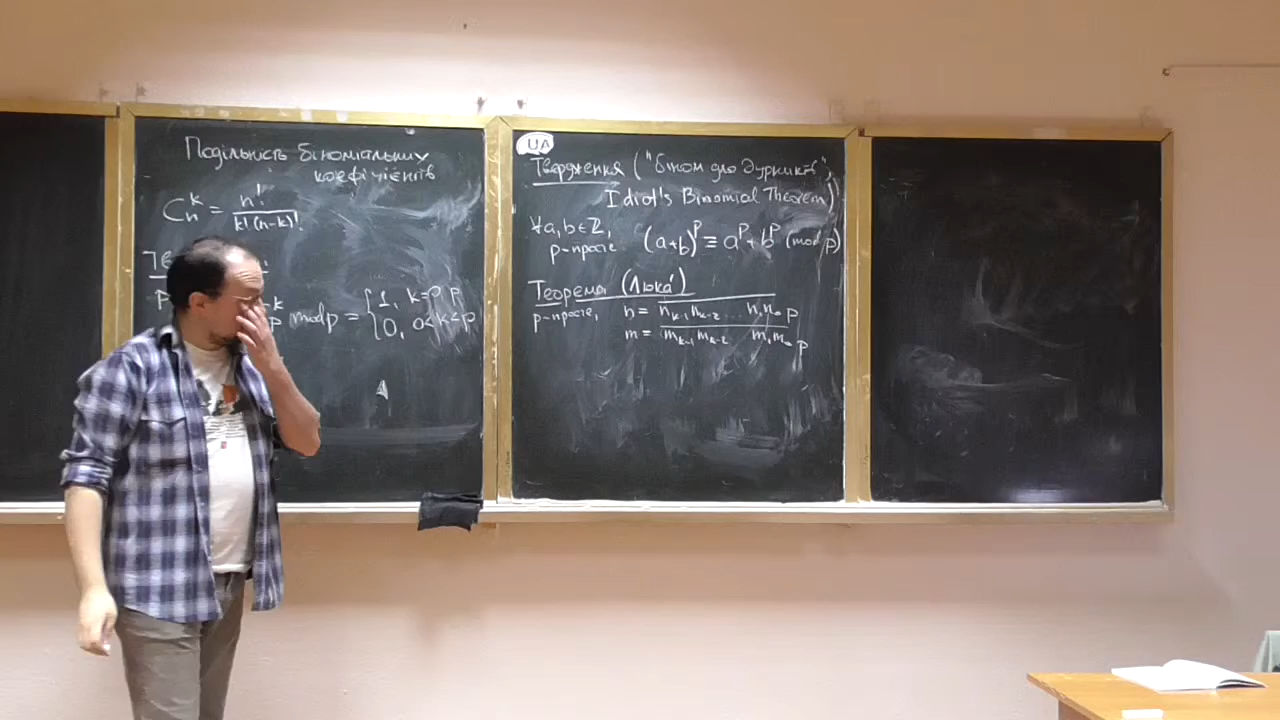 Подільність біноміальних
коефіцієнтів
C_n^k = n! / k!(n-k)!
mod p = { 1, k=0, p
0, 0<k<p
UA
Твердження ("біном для дурників",
Idiot's Binomial Theorem)
∀a,b∈ℤ,
p-просте (a+b)^p ≡ a^p + b^p (mod p)
Теорема (Люка́)
p-просте, n = n_{k-1} n_{k-2} ... n_1 n_0 p
m = m_{k-1} m_{k-2} m_1 m_0 p